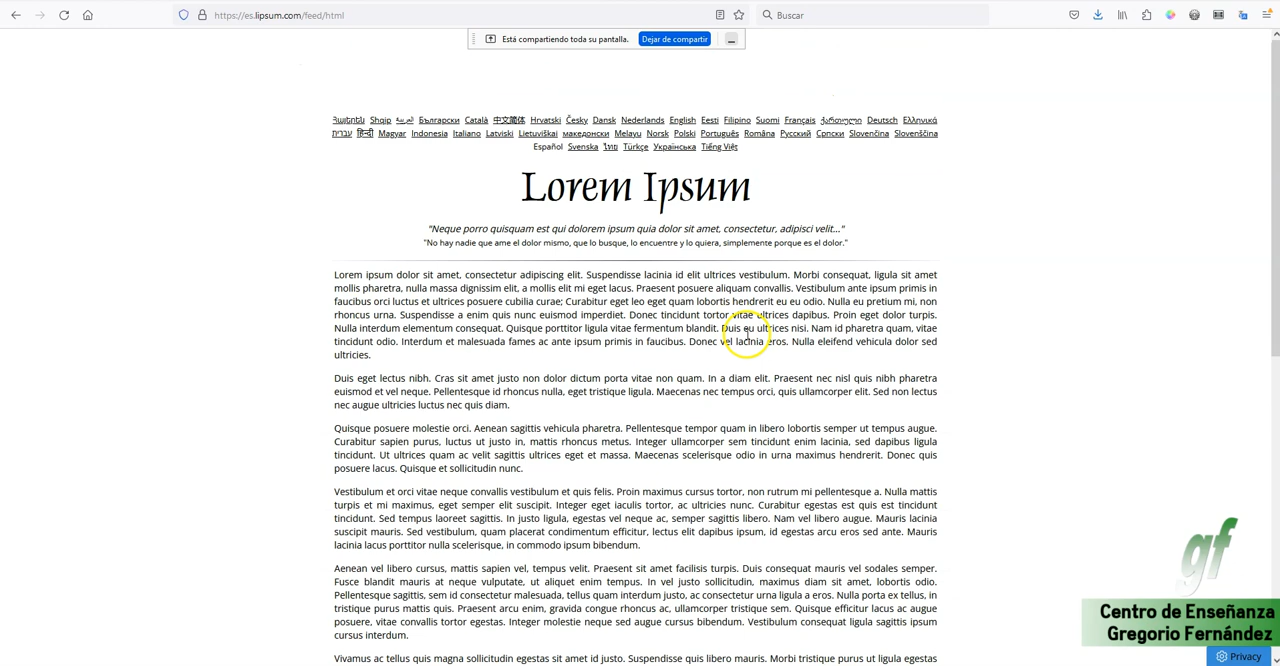 https://es.lipsum.com/feed/html
Buscar
Está compartiendo toda su pantalla. Dejar de compartir
Հայերեն Shqip العربية Български Català 中文简体 Hrvatski Česky Dansk Nederlands English Eesti Filipino Suomi Français ქართული Deutsch Ελληνικά
עברית हिन्दी Magyar Indonesia Italiano Latviski Lietuviškai македонски Melayu Norsk Polski Português Româna Pyccкий Српски Slovenčina Slovenščina
Español Svenska ไทย Türkçe Українська Tiếng Việt
Lorem Ipsum
"Neque porro quisquam est qui dolorem ipsum quia dolor sit amet, consectetur, adipisci velit..."
"No hay nadie que ame el dolor mismo, que lo busque, lo encuentre y lo quiera, simplemente porque es el dolor."
Lorem ipsum dolor sit amet, consectetur adipiscing elit. Suspendisse lacinia id elit ultrices vestibulum. Morbi consequat, ligula sit amet
mollis pharetra, nulla massa dignissim elit, a mollis elit mi eget lacus. Praesent posuere aliquam convallis. Vestibulum ante ipsum primis in
faucibus orci luctus et ultrices posuere cubilia curae; Curabitur eget leo eget quam lobortis hendrerit eu eu odio. Nulla eu pretium mi, non
rhoncus urna. Suspendisse a enim quis nunc euismod imperdiet. Donec tincidunt tortor vitae ultrices dapibus. Proin eget dolor turpis.
Nulla interdum elementum consequat. Quisque porttitor ligula vitae fermentum blandit. Duis eu ultrices nisi. Nam id pharetra quam, vitae
tincidunt odio. Interdum et malesuada fames ac ante ipsum primis in faucibus. Donec vel lacinia eros. Nulla eleifend vehicula dolor sed
ultricies.
Duis eget lectus nibh. Cras sit amet justo non dolor dictum porta vitae non quam. In a diam elit. Praesent nec nisl quis nibh pharetra
euismod et vel neque. Pellentesque id rhoncus nulla, eget tristique ligula. Maecenas nec tempus orci, quis ullamcorper elit. Sed non lectus
nec augue ultricies luctus nec quis diam.
Quisque posuere molestie orci. Aenean sagittis vehicula pharetra. Pellentesque tempor quam in libero lobortis semper ut tempus augue.
Curabitur sapien purus, luctus ut justo in, mattis rhoncus metus. Integer ullamcorper sem tincidunt enim lacinia, sed dapibus ligula
tincidunt. Ut ultrices quam ac velit sagittis ultrices eget et massa. Maecenas scelerisque odio in urna maximus hendrerit. Donec quis
posuere lacus. Quisque et sollicitudin nunc.
Vestibulum et orci vitae neque convallis vestibulum et quis felis. Proin maximus cursus tortor, non rutrum mi pellentesque a. Nulla mattis
turpis et mi maximus, eget semper elit suscipit. Integer eget iaculis tortor, ac ultricies nunc. Curabitur egestas est quis est tincidunt
tincidunt. Sed tempus laoreet sagittis. In justo ligula, egestas vel neque ac, semper sagittis libero. Nam vel libero augue. Mauris lacinia
suscipit mauris. Sed vestibulum, quam placerat condimentum efficitur, lectus elit dapibus ipsum, id egestas arcu eros sed ante. Mauris
lacinia lacus porttitor nulla scelerisque, in commodo ipsum bibendum.
Aenean vel libero cursus, mattis sapien vel, tempus velit. Praesent sit amet facilisis turpis. Duis consequat mauris vel sodales semper.
Fusce blandit mauris at neque vulputate, ut aliquet enim tempus. In vel justo sollicitudin, maximus diam sit amet, lobortis odio.
Pellentesque sagittis, sem id consectetur malesuada, tellus quam interdum justo, ac consectetur urna ligula a eros. Nulla porta ex tellus, in
tristique purus mattis quis. Praesent arcu enim, gravida congue rhoncus ac, ullamcorper tristique sem. Quisque efficitur lacus ac augue
posuere, vitae convallis tortor egestas. Integer molestie neque sed augue cursus bibendum. Vestibulum consequat ligula sagittis ipsum
cursus interdum.
Vivamus ac tellus quis magna sollicitudin egestas sit amet id justo. Suspendisse quis libero mauris. Morbi tristique purus ut ligula egestas
gf
Centro de Enseñanza
Gregorio Fernández
Privacy